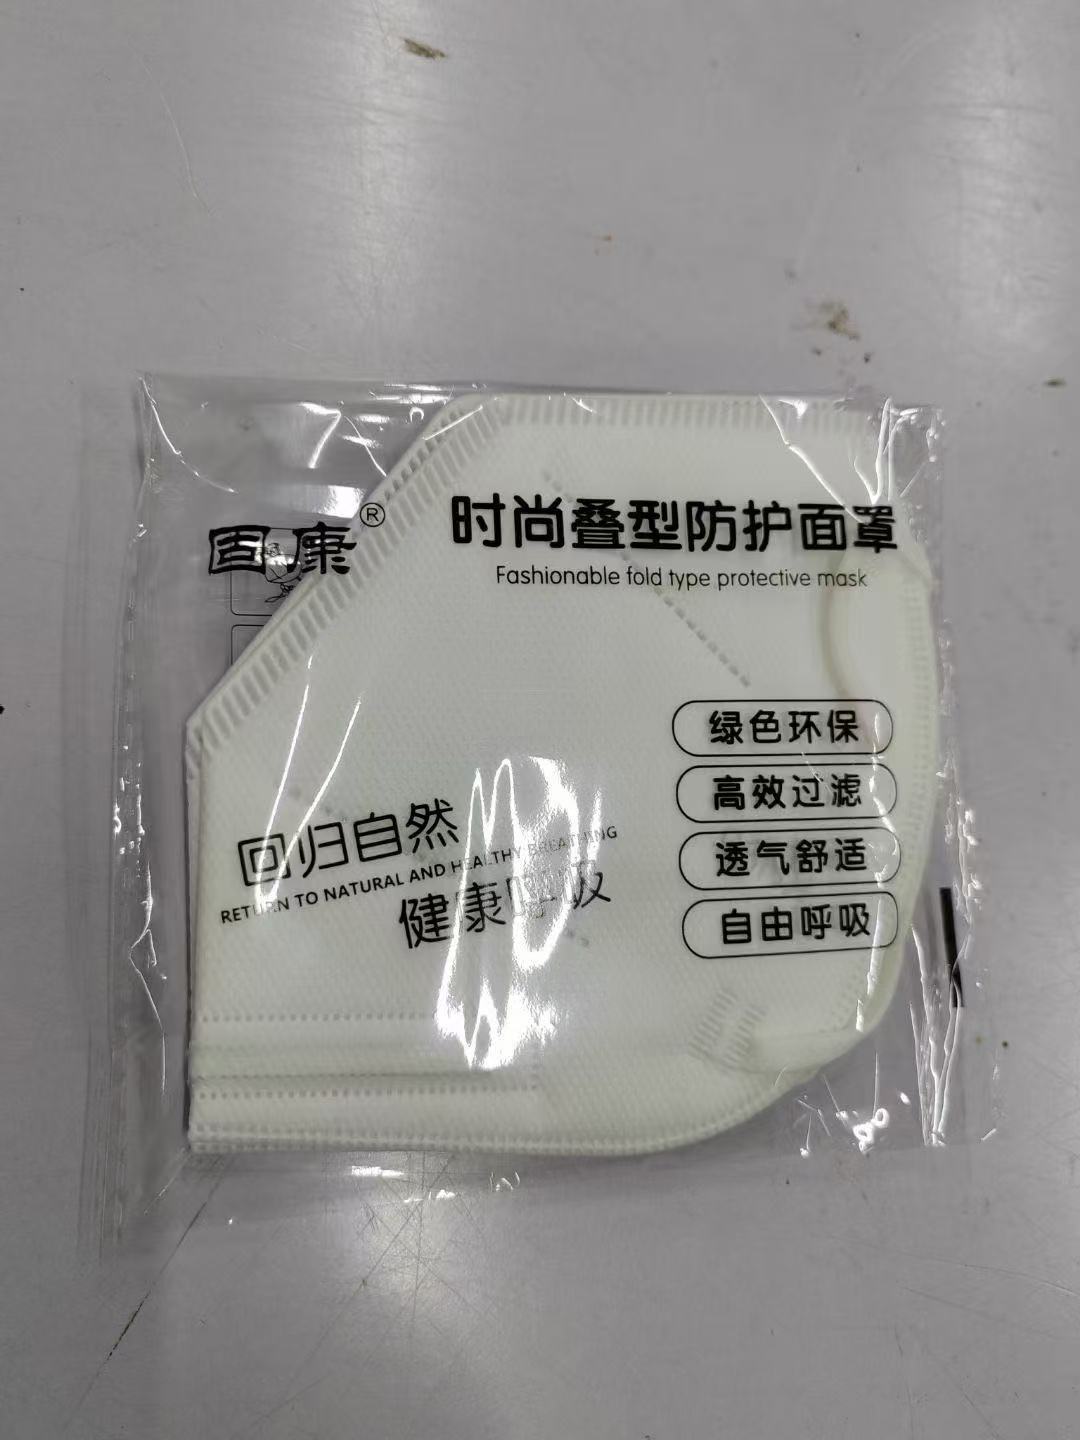 固康®
时尚叠型防护面罩
Fashionable fold type protective mask
绿色环保
高效过滤
透气舒适
自由呼吸
回归自然
RETURN TO NATURAL AND HEALTHY BREATHING
健康呼吸